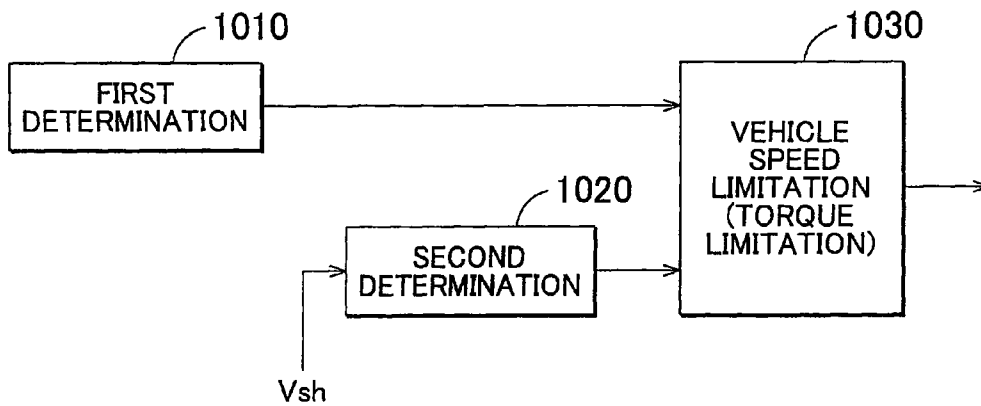 1010
FIRST
DETERMINATION
1030
VEHICLE
SPEED
LIMITATION
(TORQUE
LIMITATION)
1020
SECOND
DETERMINATION
Vsh